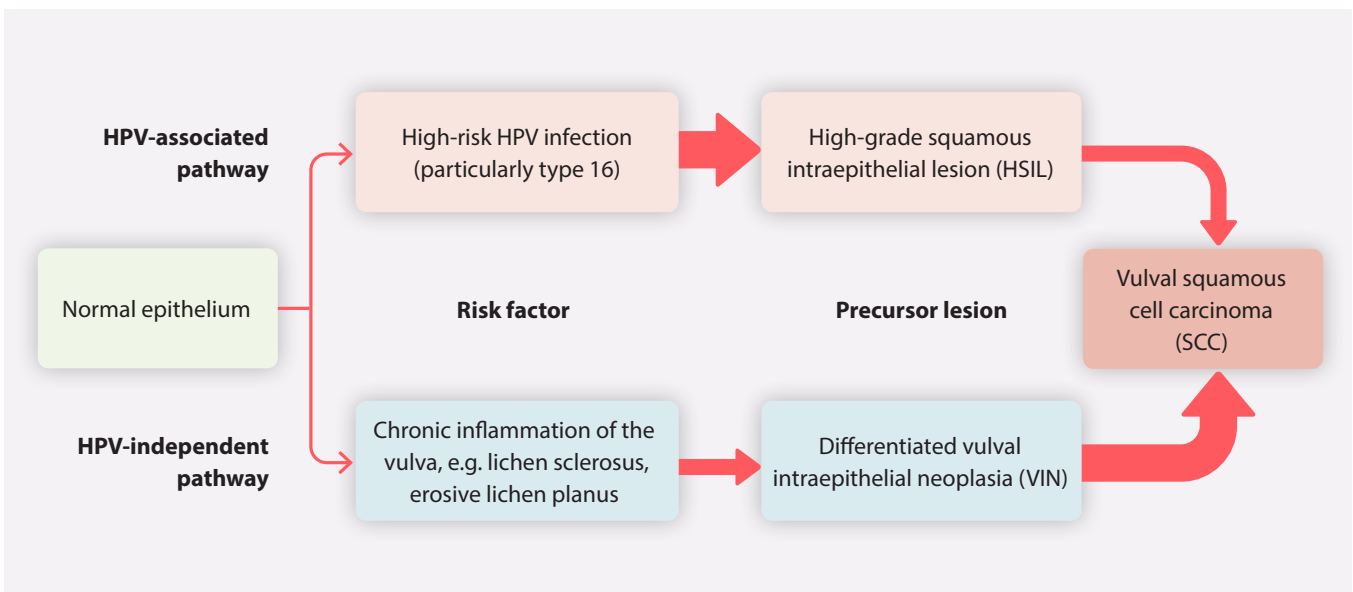 HPV-associated
pathway
High-risk HPV infection
(particularly type 16)
High-grade squamous
intraepithelial lesion (HSIL)
Normal epithelium
Risk factor
Precursor lesion
Vulval squamous
cell carcinoma
(SCC)
HPV-independent
pathway
Chronic inflammation of the
vulva, e.g. lichen sclerosus,
erosive lichen planus
Differentiated vulval
intraepithelial neoplasia (VIN)